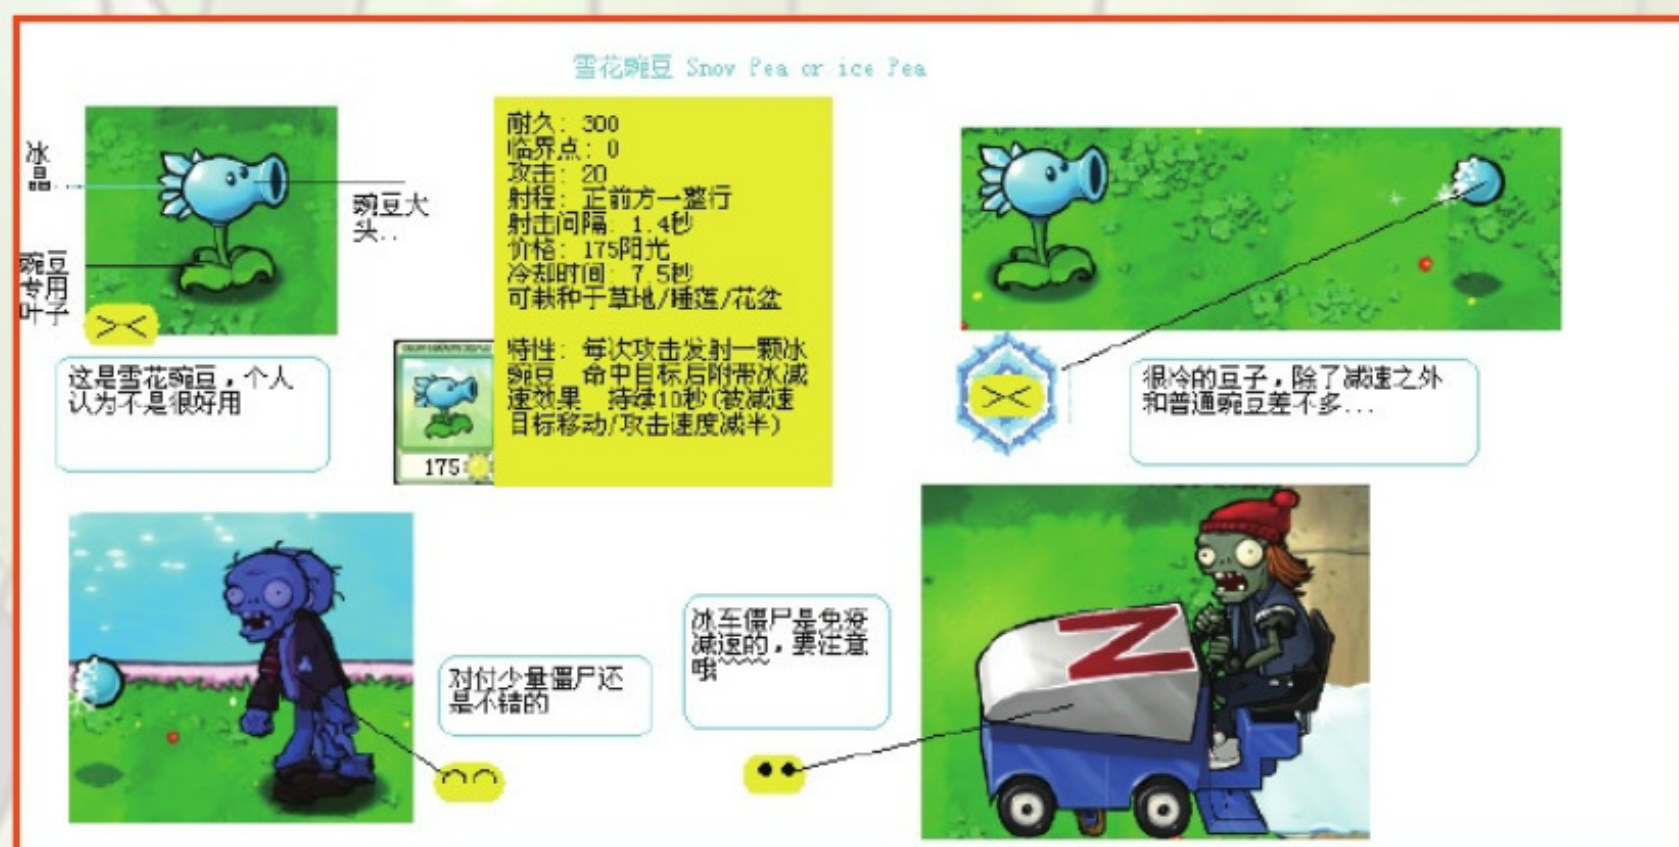 雪花豌豆 Snow Pea or ice Pea
冰
晶..
豌豆大
头..
豌豆
专用
叶子
耐久: 300
临界点: 0
攻击: 20
射程: 正前方一整行
射击间隔: 1.4秒
价格: 175阳光
冷却时间: 7.5秒
可栽种于草地/睡莲/花盆
特性: 每次攻击发射一颗冰
豌豆 命中目标后附带冰减
速效果 持续10秒(被减速
目标移动/攻击速度减半)
这是雪花豌豆，个人
认为不是很好用
175
很冷的豆子，除了减速之外
和普通豌豆差不多...
对付少量僵尸还
是不错的
冰车僵尸是免疫
减速的，要注意
哦~~~~
Z